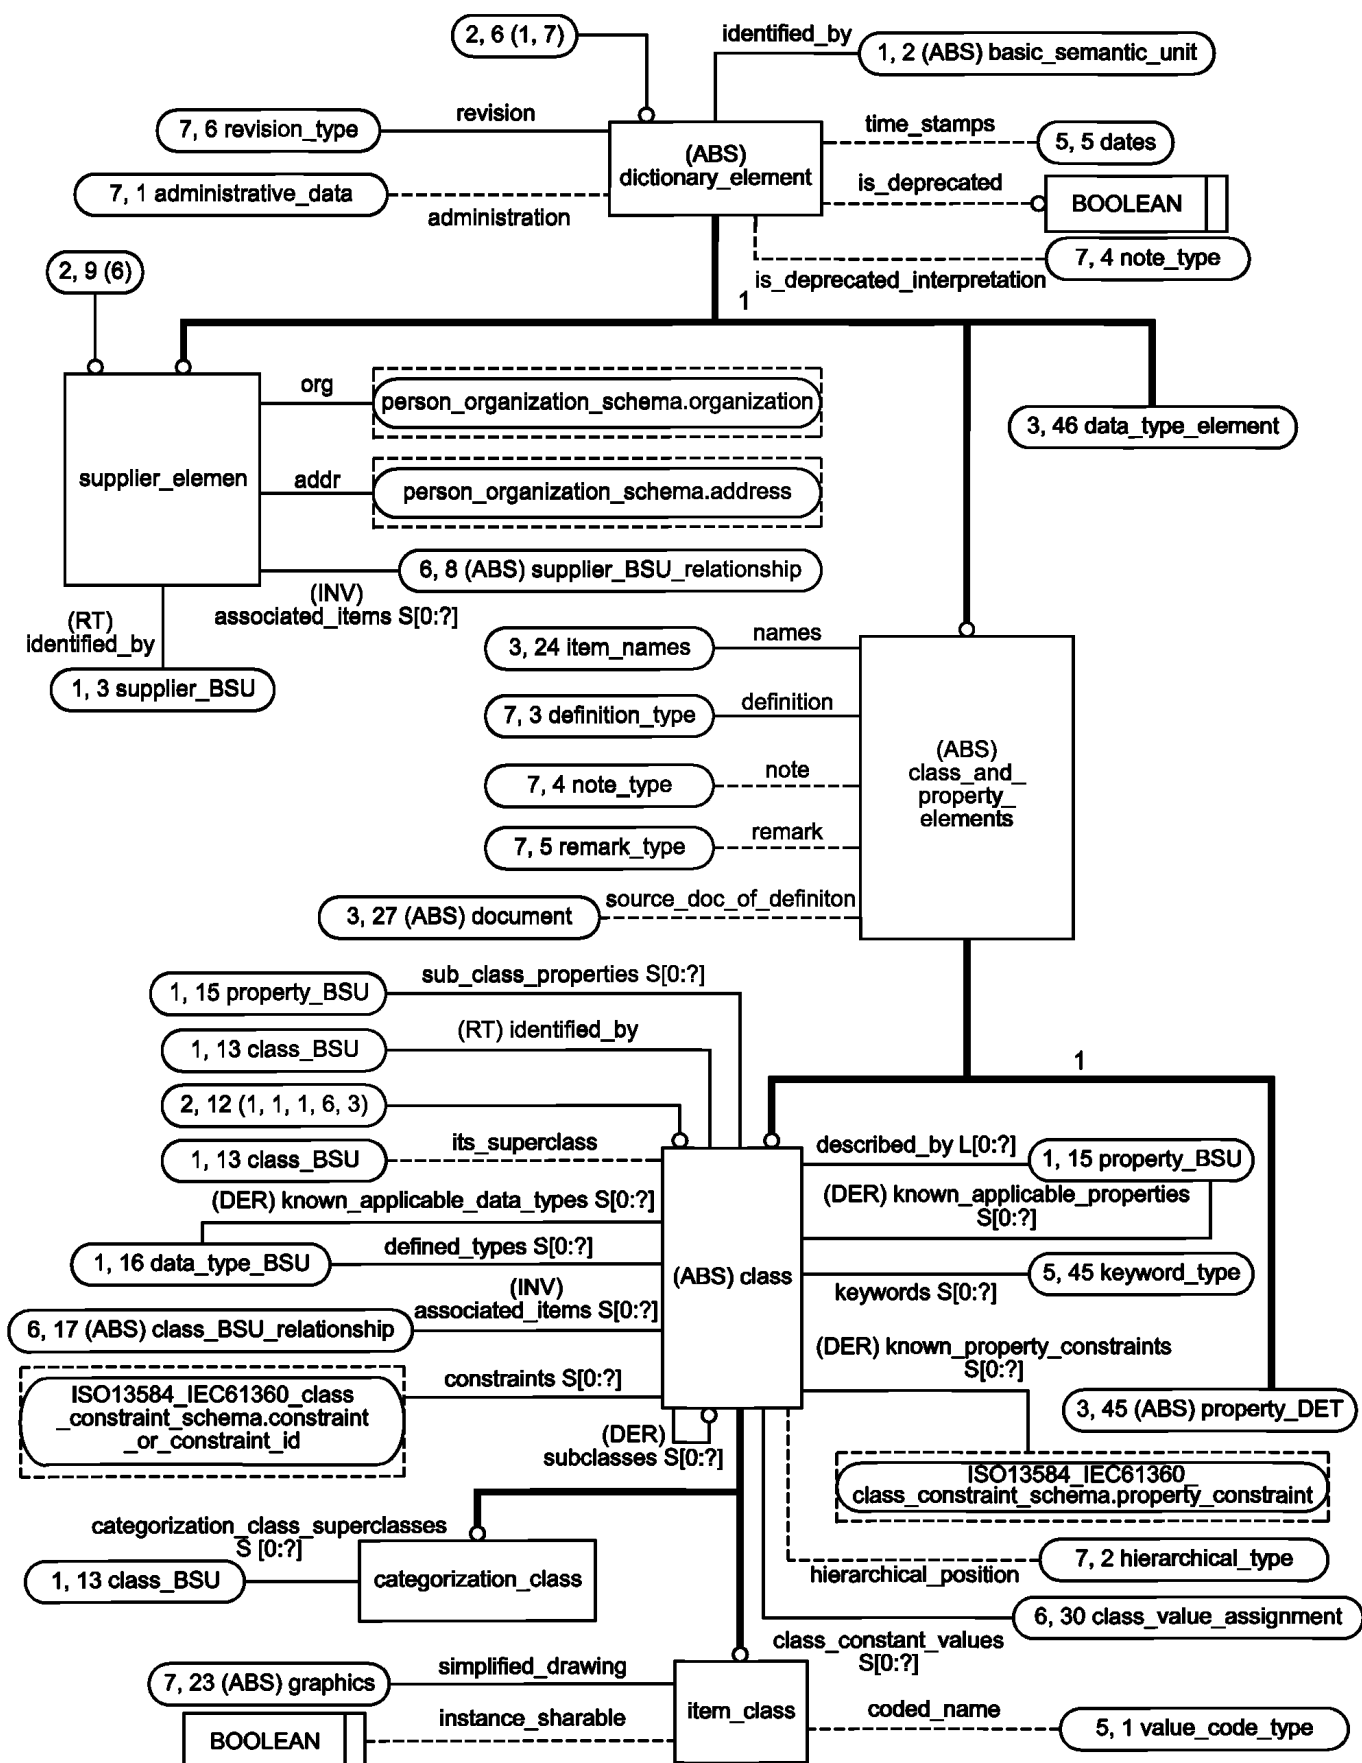 2, 6 (1, 7)
identified_by
1, 2 (ABS) basic_semantic_unit
revision
7, 6 revision_type
time_stamps
5, 5 dates
(ABS)
dictionary_element
is_deprecated
7, 1 administrative_data
administration
BOOLEAN
7, 4 note_type
is_deprecated_interpretation
2, 9 (6)
1
org
person_organization_schema.organization
3, 46 data_type_element
supplier_elemen
addr
person_organization_schema.address
6, 8 (ABS) supplier_BSU_relationship
(INV)
associated_items S[0:?]
(RT)
identified_by
1, 3 supplier_BSU
names
3, 24 item_names
definition
7, 3 definition_type
(ABS)
class_and_
property_
elements
note
7, 4 note_type
remark
7, 5 remark_type
source_doc_of_definiton
3, 27 (ABS) document
sub_class_properties S[0:?]
1, 15 property_BSU
(RT) identified_by
1, 13 class_BSU
1
2, 12 (1, 1, 1, 6, 3)
its_superclass
1, 13 class_BSU
described_by L[0:?]
1, 15 property_BSU
(DER) known_applicable_data_types S[0:?]
(DER) known_applicable_properties
S[0:?]
defined_types S[0:?]
1, 16 data_type_BSU
(ABS) class
5, 45 keyword_type
keywords S[0:?]
(INV)
associated_items S[0:?]
6, 17 (ABS) class_BSU_relationship
(DER) known_property_constraints
S[0:?]
constraints S[0:?]
ISO13584_IEC61360_class
_constraint_schema.constraint
_or_constraint_id
3, 45 (ABS) property_DET
(DER)
subclasses S[0:?]
ISO13584_IEC61360_
class_constraint_schema.property_constraint
categorization_class_superclasses
S [0:?]
1, 13 class_BSU
categorization_class
7, 2 hierarchical_type
hierarchical_position
6, 30 class_value_assignment
class_constant_values
S[0:?]
simplified_drawing
7, 23 (ABS) graphics
item_class
instance_sharable
BOOLEAN
coded_name
5, 1 value_code_type